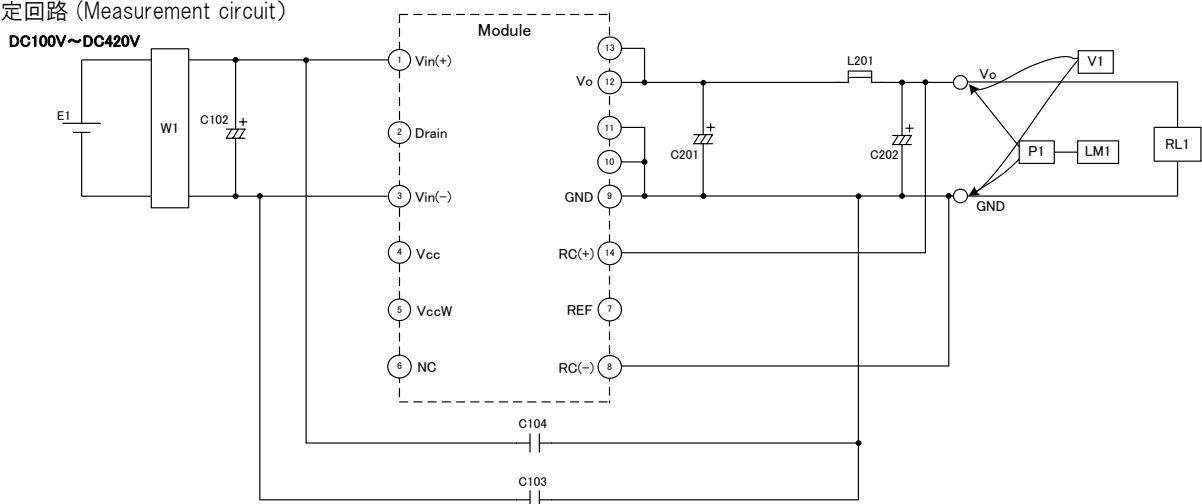 定回路 (Measurement circuit)
DC100V～DC420V
Module
E1
W1
C102
+
1 Vin(+)
2 Drain
3 Vin(-)
4 Vcc
5 VccW
6 NC
13
Vo 12
11
10
GND 9
RC(+) 14
REF 7
RC(-) 8
C201
+
L201
C202
+
Vo
GND
V1
P1
LM1
RL1
C104
C103